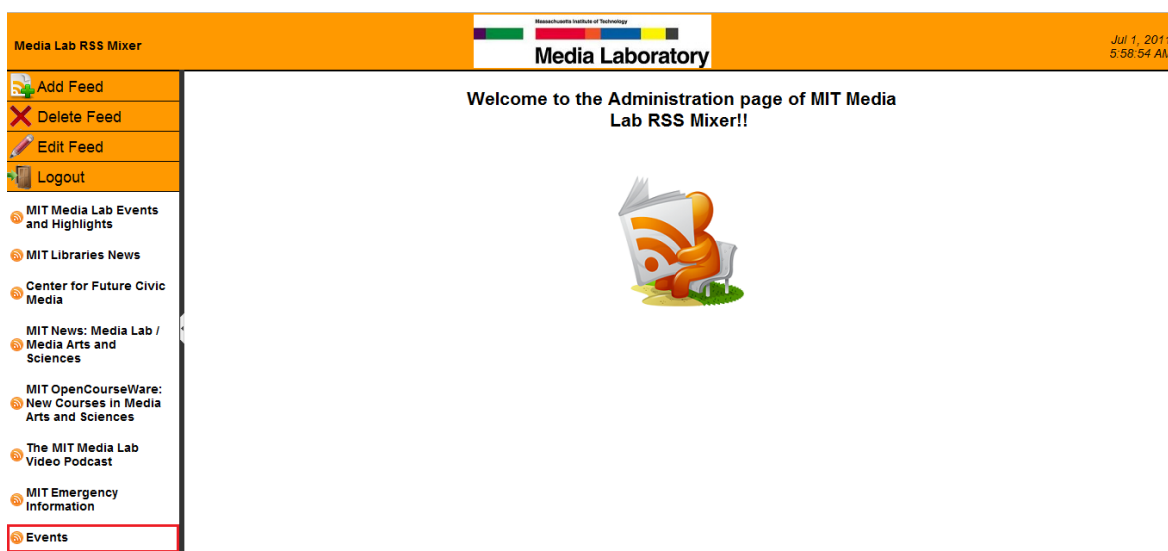 Media Lab RSS Mixer
Massachusetts Institute of Technology
Media Laboratory
Jul 1, 2011
5:58:54 AM
Add Feed
Delete Feed
Edit Feed
Logout
MIT Media Lab Events
and Highlights
MIT Libraries News
Center for Future Civic
Media
MIT News: Media Lab /
Media Arts and
Sciences
MIT OpenCourseWare:
New Courses in Media
Arts and Sciences
The MIT Media Lab
Video Podcast
MIT Emergency
Information
Events
Welcome to the Administration page of MIT Media
Lab RSS Mixer!!